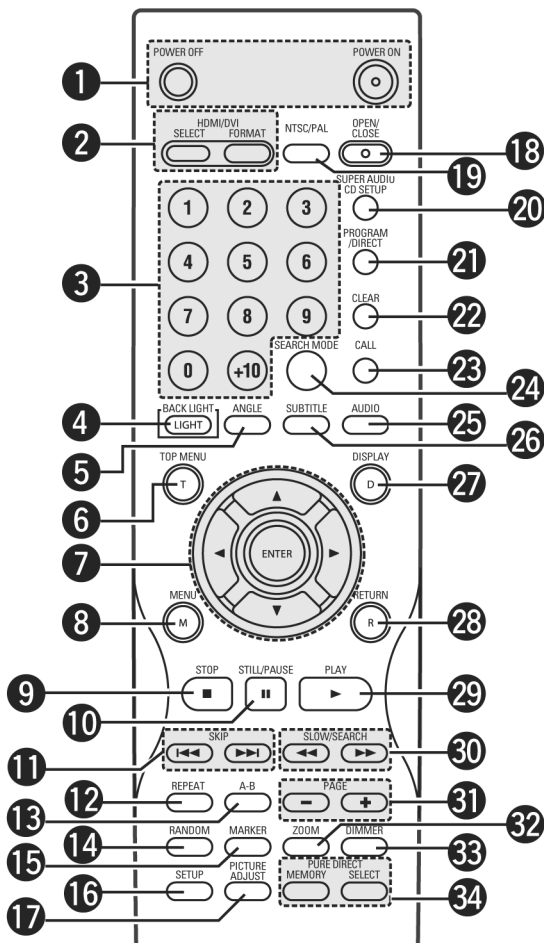 POWER OFF
POWER ON
1
HDMI/DVI
SELECT
FORMAT
2
NTSC/PAL
OPEN/
CLOSE
18
19
SUPER AUDIO
CD SETUP
20
1
2
3
PROGRAM
/DIRECT
21
4
5
6
3
CLEAR
22
7
8
9
SEARCH MODE
CALL
23
0
+10
24
BACK LIGHT
LIGHT
4
ANGLE
SUBTITLE
AUDIO
25
5
26
TOP MENU
T
6
DISPLAY
D
27
7
ENTER
MENU
M
8
RETURN
R
28
STOP
STILL/PAUSE
PLAY
9
10
29
SKIP
SLOW/SEARCH
11
30
REPEAT
A-B
PAGE
12
13
31
RANDOM
MARKER
ZOOM
DIMMER
32
14
15
33
SETUP
PICTURE
ADJUST
PURE DIRECT
MEMORY
SELECT
16
17
34